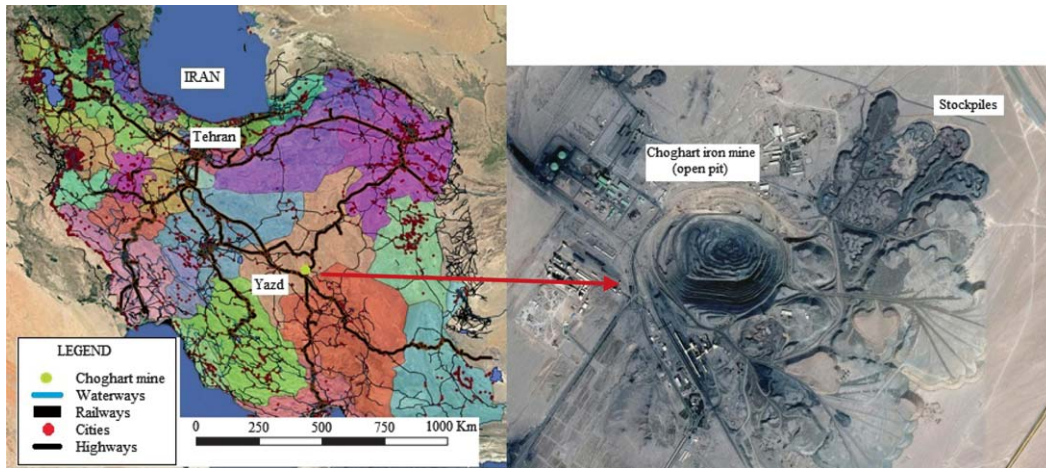 IRAN
Tehran
Yazd
LEGEND
Choghart mine
Waterways
Railways
Cities
Highways
0 250 500 750 1000 Km
Choghart iron mine
(open pit)
Stockpiles